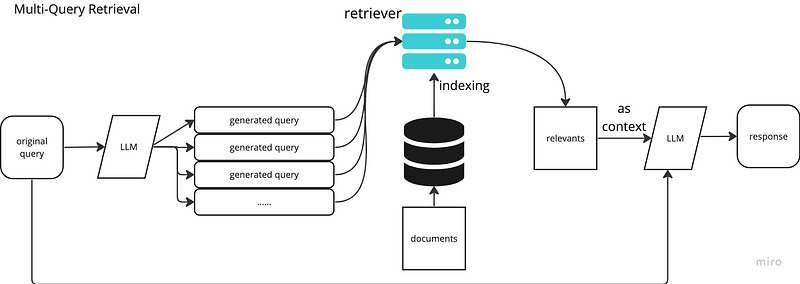 Multi-Query Retrieval
retriever
indexing
original
query
LLM
generated query
generated query
generated query
......
documents
relevants
as
context
LLM
response
miro